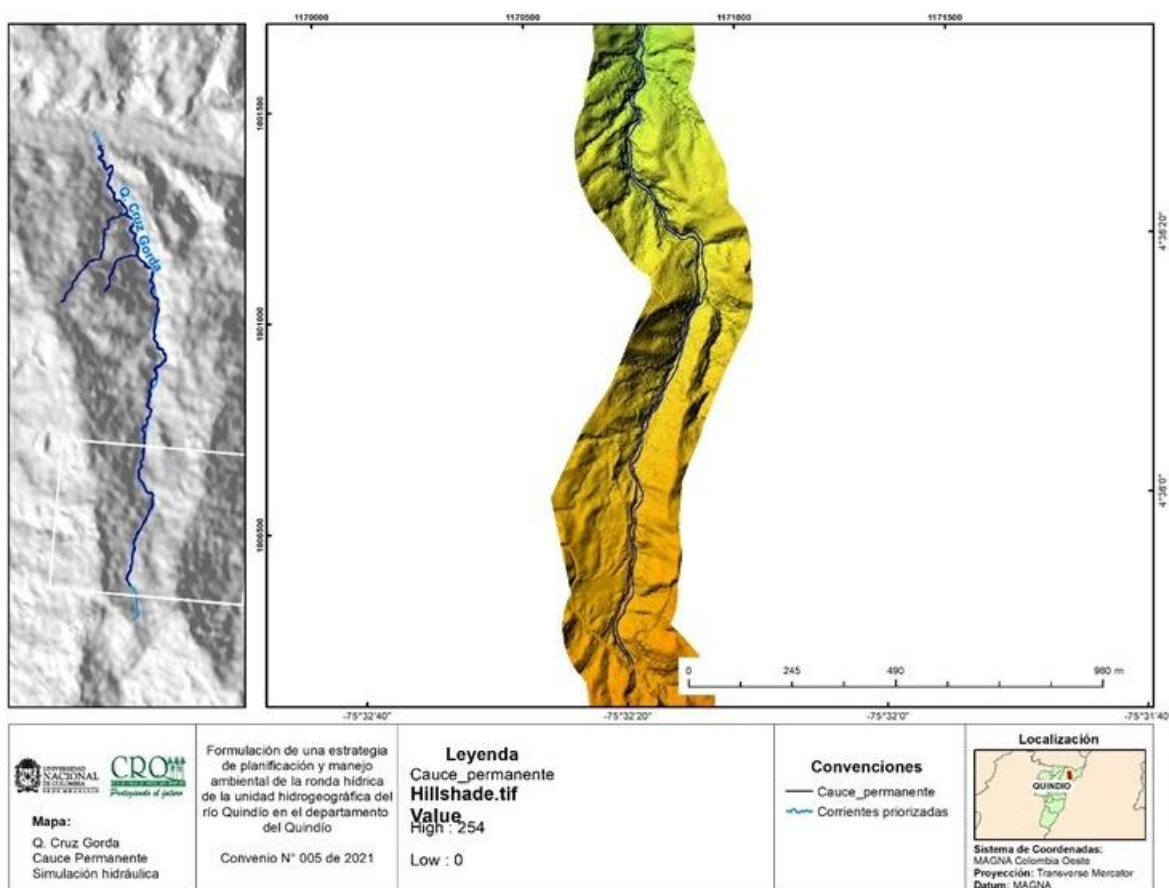 1170000
1170500
1171000
1171500
1001500
1001000
1000500
4°36'20"
4°36'0"
Q. Cruz Gorda
0
245
490
980 m
-75°32'40"
-75°32'20"
-75°32'0"
-75°31'40"
UNIVERSIDAD
NACIONAL
DE COLOMBIA
SEDE MEDELLÍN
CRQ
Protegiendo el futuro
Mapa:
Q. Cruz Gorda
Cauce Permanente
Simulación hidráulica
Formulación de una estrategia
de planificación y manejo
ambiental de la ronda hídrica
de la unidad hidrogeográfica del
río Quindío en el departamento
del Quindío
Convenio N° 005 de 2021
Leyenda
Cauce_permanente
Hillshade.tif
Value
High : 254
Low : 0
Convenciones
Cauce_permanente
Corrientes priorizadas
Localización
QUINDIO
Sistema de Coordenadas:
MAGNA Colombia Oeste
Proyección: Transverse Mercator
Datum: MAGNA